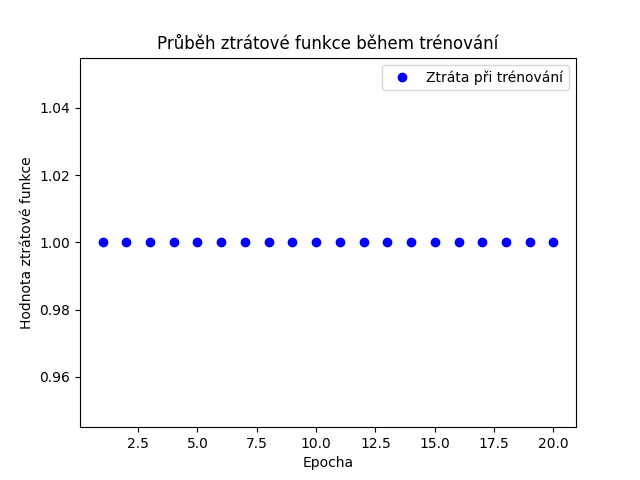 Průběh ztrátové funkce během trénování
Ztráta při trénování
Hodnota ztrátové funkce
1.04
1.02
1.00
0.98
0.96
2.5 5.0 7.5 10.0 12.5 15.0 17.5 20.0
Epocha